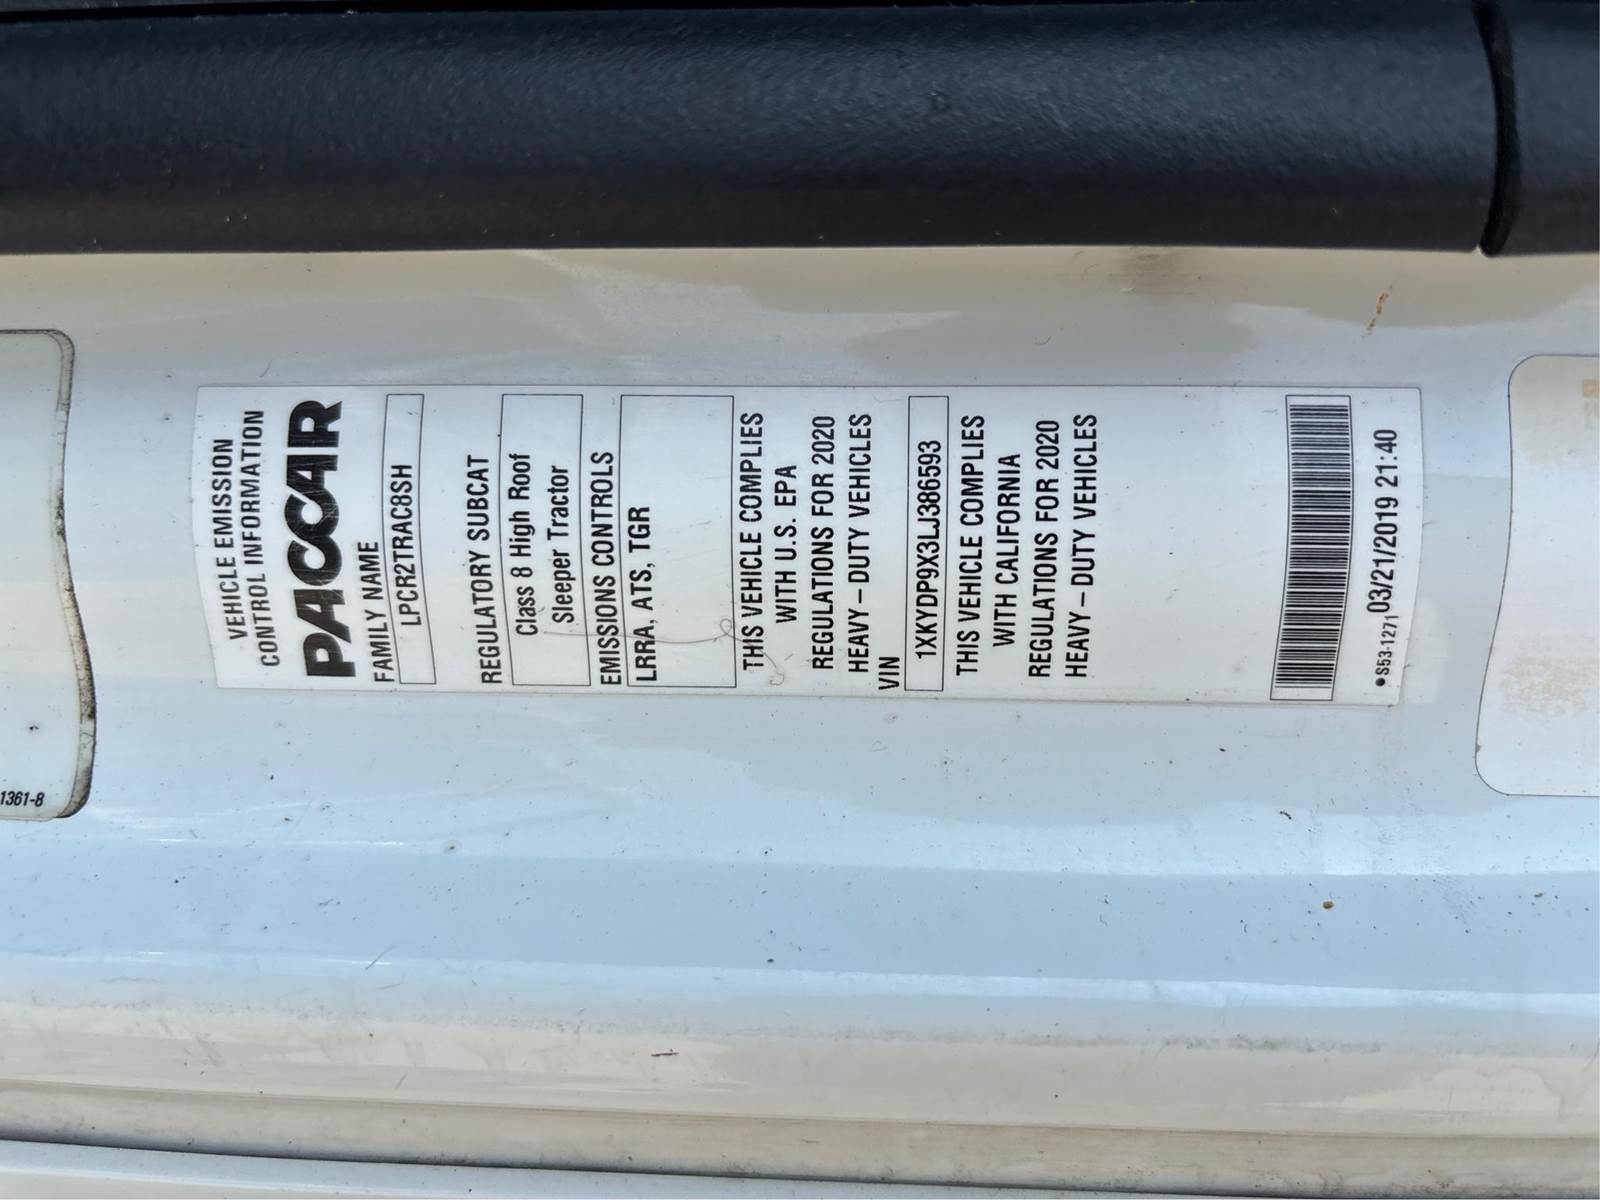 VEHICLE EMISSION
CONTROL INFORMATION
PACCAR
FAMILY NAME
LPCR2TRAC8SH
REGULATORY SUBCAT
Class 8 High Roof
Sleeper Tractor
EMISSIONS CONTROLS
LRRA, ATS, TGR
THIS VEHICLE COMPLIES
WITH U.S. EPA
REGULATIONS FOR 2020
HEAVY – DUTY VEHICLES
VIN
1XKYDP9X3LJ386593
THIS VEHICLE COMPLIES
WITH CALIFORNIA
REGULATIONS FOR 2020
HEAVY – DUTY VEHICLES
●S53-1271 03/21/2019 21:40
1361-8